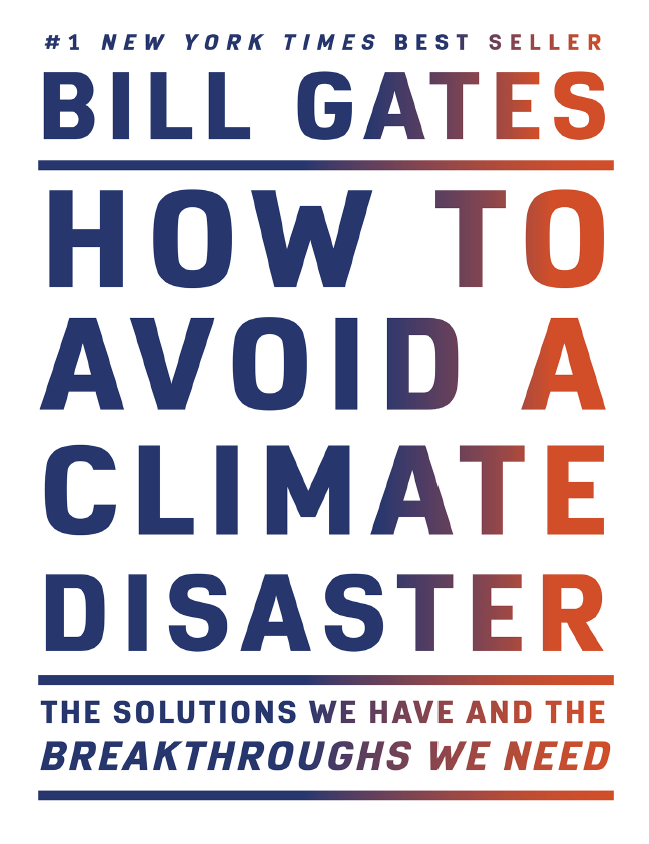 #1 NEW YORK TIMES BEST SELLER
BILL GATES
HOW TO
AVOID A
CLIMATE
DISASTER
THE SOLUTIONS WE HAVE AND THE
BREAKTHROUGHS WE NEED